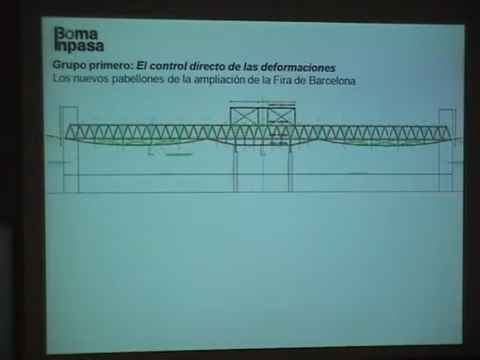 Boma
Inpasa
Grupo primero: El control directo de las deformaciones
Los nuevos pabellones de la ampliación de la Fira de Barcelona